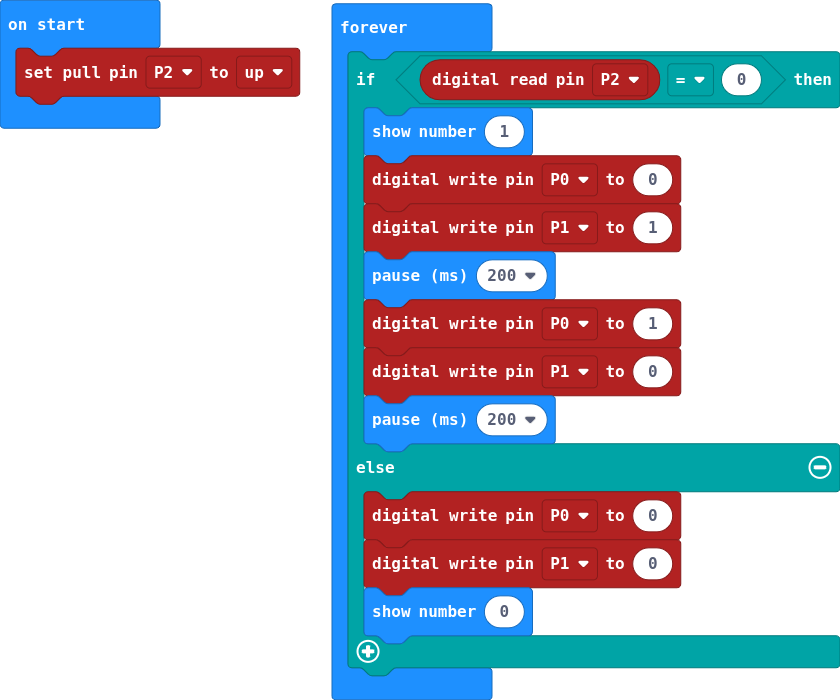 on start
set pull pin P2 to up
forever
if digital read pin P2 = 0 then
show number 1
digital write pin P0 to 0
digital write pin P1 to 1
pause (ms) 200
digital write pin P0 to 1
digital write pin P1 to 0
pause (ms) 200
else
digital write pin P0 to 0
digital write pin P1 to 0
show number 0